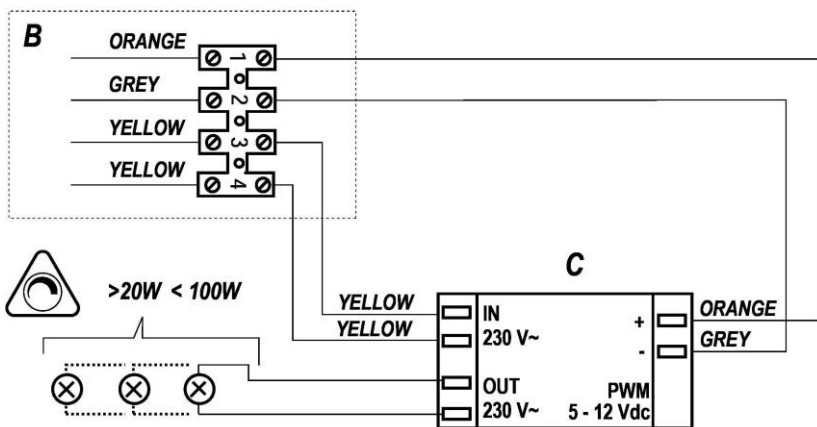 B
ORANGE
GREY
YELLOW
YELLOW
1
2
3
4
>20W < 100W
C
YELLOW
YELLOW
IN
230 V~
OUT
230 V~
+
-
PWM
5 - 12 Vdc
ORANGE
GREY